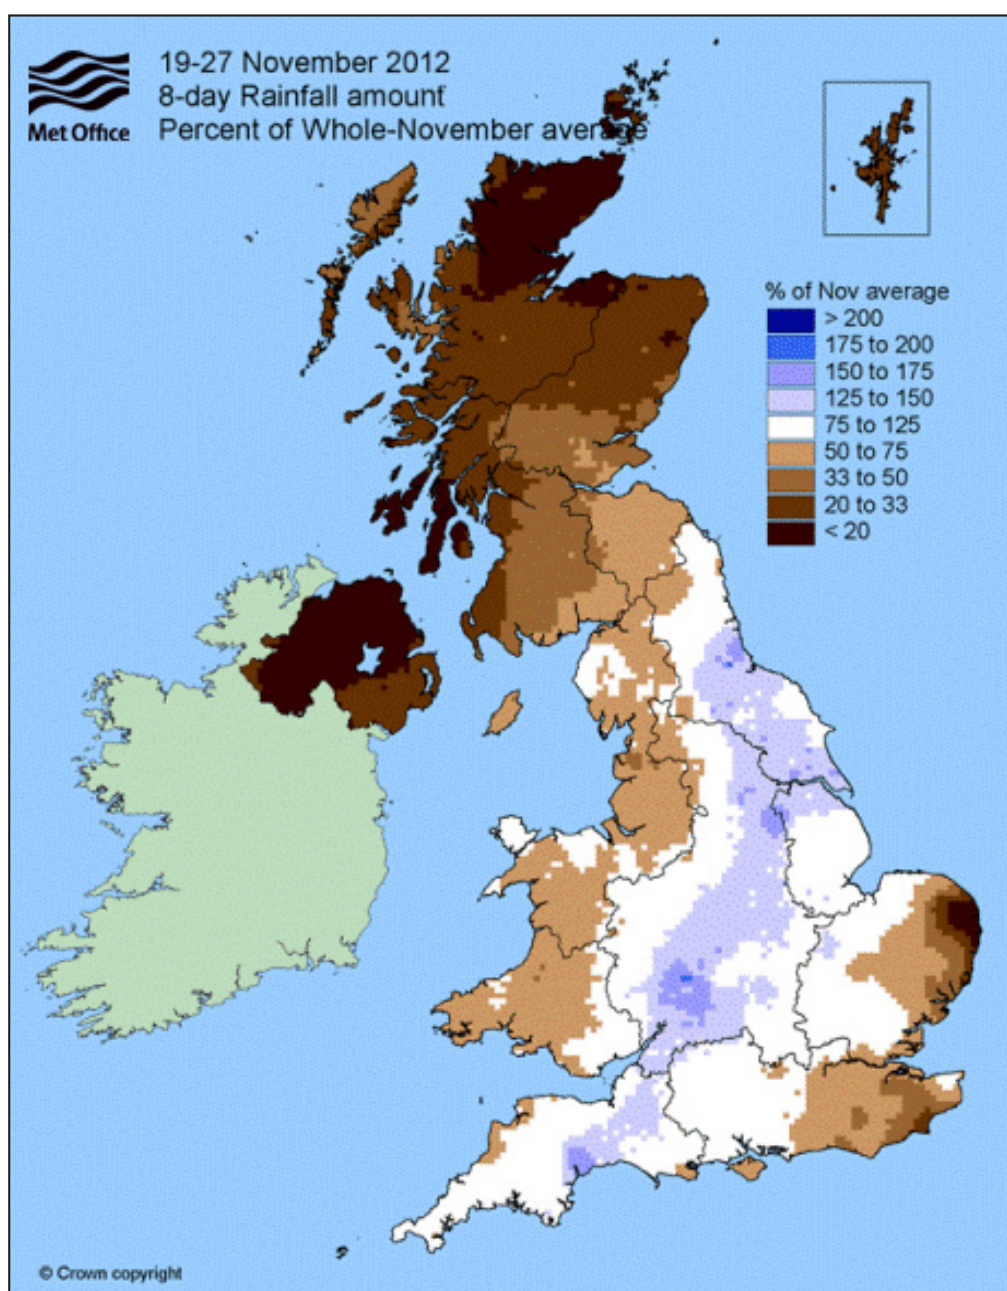 19-27 November 2012
8-day Rainfall amount
Percent of Whole-November average
Met Office
% of Nov average
> 200
175 to 200
150 to 175
125 to 150
75 to 125
50 to 75
33 to 50
20 to 33
< 20
© Crown copyright